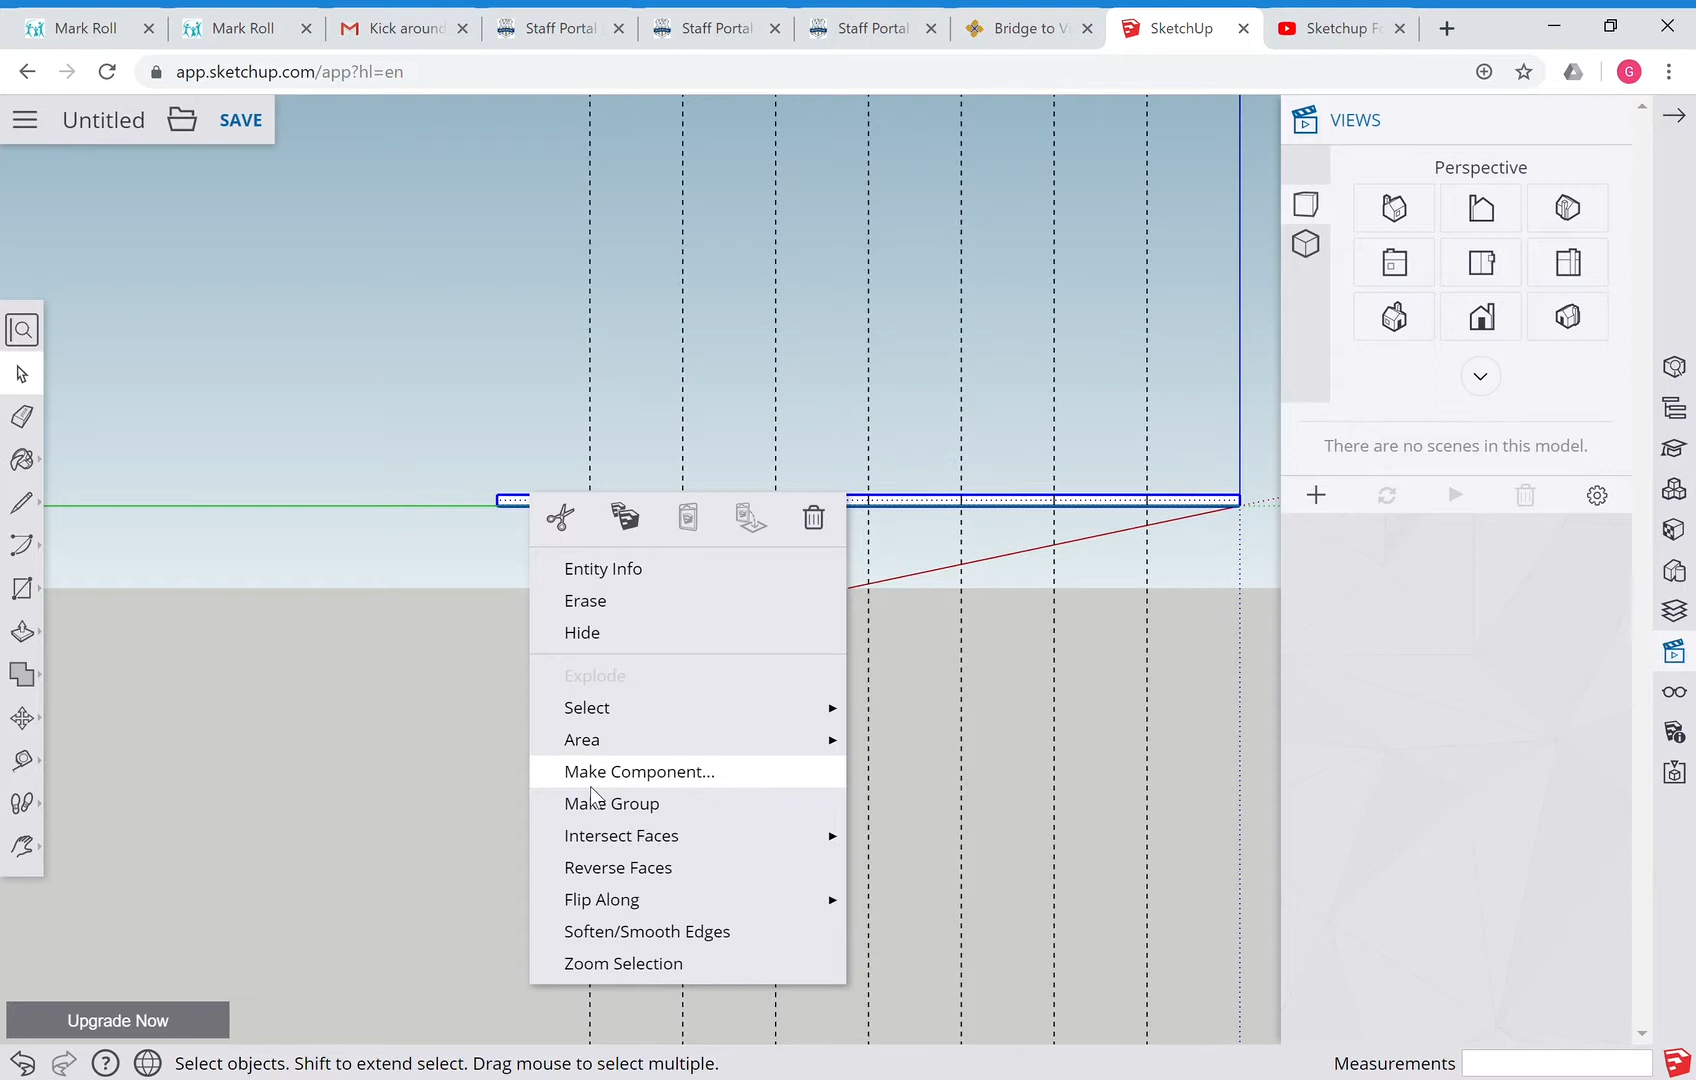 Mark Roll
Mark Roll
Kick around
Staff Portal
Staff Portal
Staff Portal
Bridge to V
SketchUp
Sketchup F
app.sketchup.com/app?hl=en
G
Untitled
SAVE
VIEWS
Perspective
There are no scenes in this model.
Entity Info
Erase
Hide
Explode
Select
Area
Make Component...
Make Group
Intersect Faces
Reverse Faces
Flip Along
Soften/Smooth Edges
Zoom Selection
Upgrade Now
Select objects. Shift to extend select. Drag mouse to select multiple.
Measurements